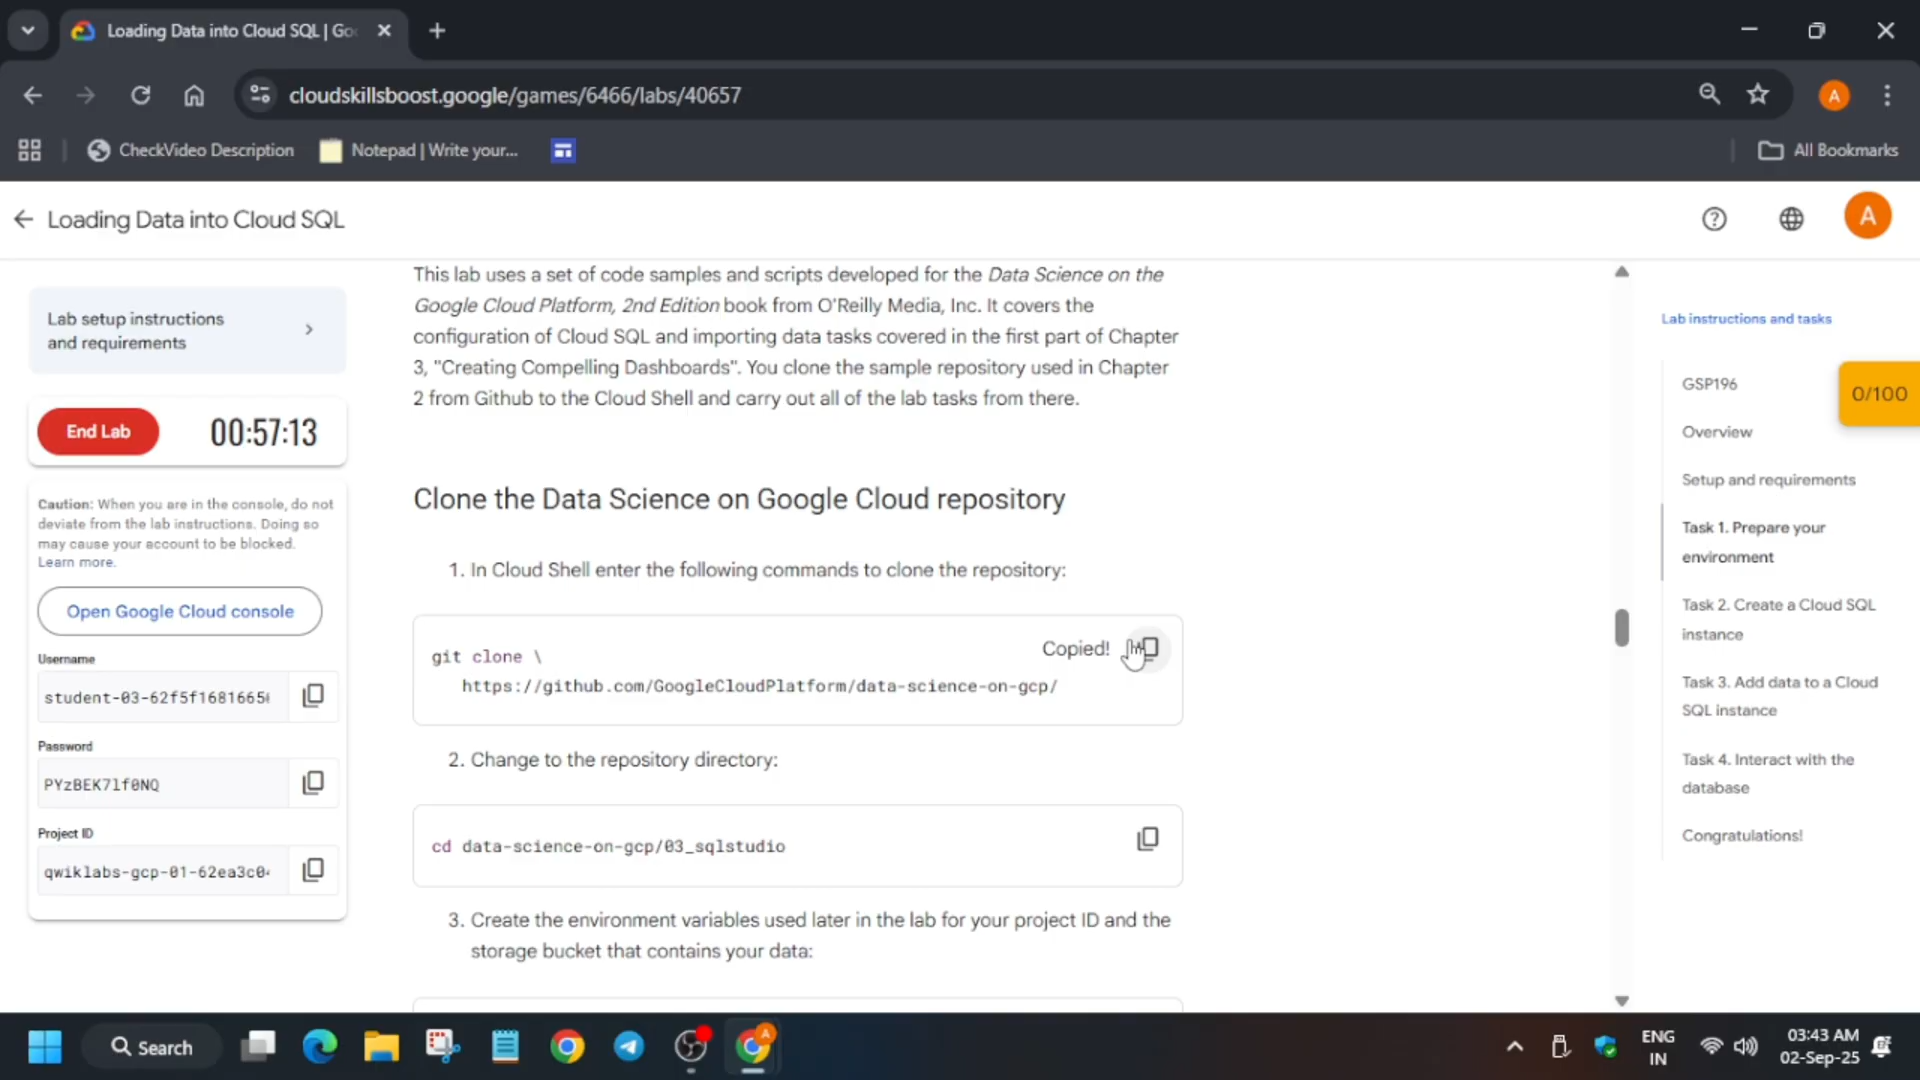 Loading Data into Cloud SQL | Go
cloudskillsboost.google/games/6466/labs/40657
A
CheckVideo Description
Notepad | Write your...
All Bookmarks
Loading Data into Cloud SQL
A
Lab setup instructions
and requirements
End Lab
00:57:13
Caution: When you are in the console, do not
deviate from the lab instructions. Doing so
may cause your account to be blocked.
Learn more.
Open Google Cloud console
Username
student-03-62f5f1681665
Password
PYzBEK7lf0NQ
Project ID
qwiklabs-gcp-01-62ea3c0
This lab uses a set of code samples and scripts developed for the Data Science on the
Google Cloud Platform, 2nd Edition book from O'Reilly Media, Inc. It covers the
configuration of Cloud SQL and importing data tasks covered in the first part of Chapter
3, "Creating Compelling Dashboards". You clone the sample repository used in Chapter
2 from Github to the Cloud Shell and carry out all of the lab tasks from there.
Clone the Data Science on Google Cloud repository
1. In Cloud Shell enter the following commands to clone the repository:
git clone \
Copied!
https://github.com/GoogleCloudPlatform/data-science-on-gcp/
2. Change to the repository directory:
cd data-science-on-gcp/03_sqlstudio
3. Create the environment variables used later in the lab for your project ID and the
storage bucket that contains your data:
Lab instructions and tasks
GSP196
0/100
Overview
Setup and requirements
Task 1. Prepare your
environment
Task 2. Create a Cloud SQL
instance
Task 3. Add data to a Cloud
SQL instance
Task 4. Interact with the
database
Congratulations!
Search
A
ENG
IN
03:43 AM
02-Sep-25